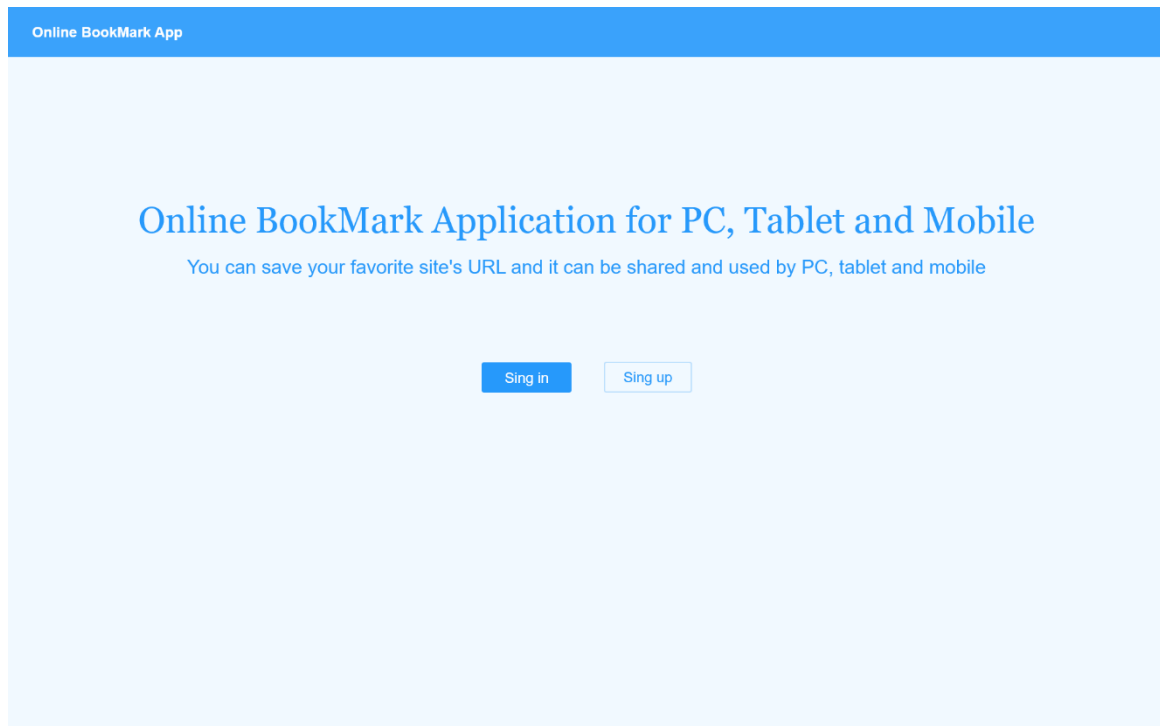 Online BookMark App
Online BookMark Application for PC, Tablet and Mobile
You can save your favorite site's URL and it can be shared and used by PC, tablet and mobile
Sing in
Sing up